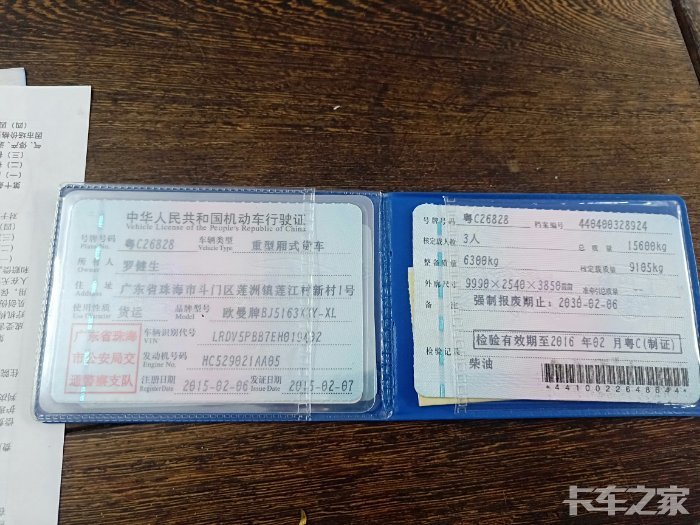 中华人民共和国机动车行驶证
Vehicle License of the People's Republic of China
号牌号码 粤C26828 车辆类型 重型厢式货车
Plate No. Vehicle Type
所有人 罗健生
Owner
住址 广东省珠海市斗门区莲洲镇莲江村新村1号
Address
使用性质 货运 品牌型号 欧曼牌BJ5163XXY-XL
Use Character Model
广东省珠海
市公安局交
通警察支队
车辆识别代号
VIN
发动机号码 HCS29021AA05
Engine No.
注册日期 2015-02-06 发证日期 2015-02-07
Register Date Issue Date
号牌号码 粤C26828 档案编号 440400328924
核定载人数 3人 总质量 15600kg
整备质量 6300kg 核定载质量 9105kg
外廓尺寸 9990×2540×3850mm 准牵引总质量
备注 强制报废期止：2030-02-06
检验记录 检验有效期至2016 年02 月粤C(制证)
柴油
卡车之家